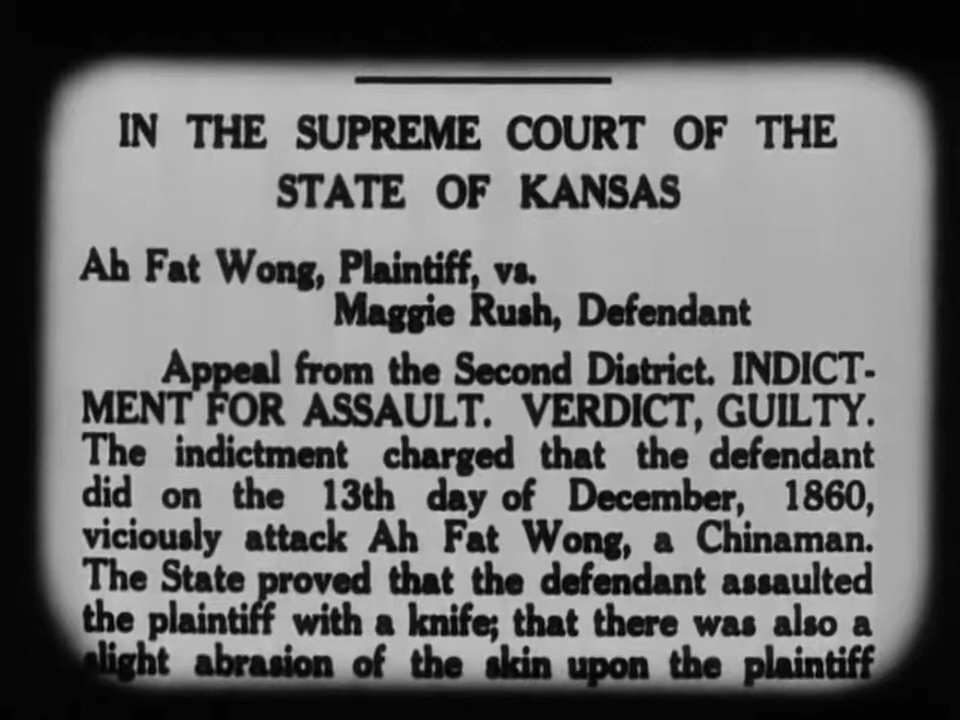 IN THE SUPREME COURT OF THE
STATE OF KANSAS
Ah Fat Wong, Plaintiff, vs.
Maggie Rush, Defendant
Appeal from the Second District. INDICT-
MENT FOR ASSAULT. VERDICT, GUILTY.
The indictment charged that the defendant
did on the 13th day of December, 1860,
viciously attack Ah Fat Wong, a Chinaman.
The State proved that the defendant assaulted
the plaintiff with a knife; that there was also a
slight abrasion of the skin upon the plaintiff